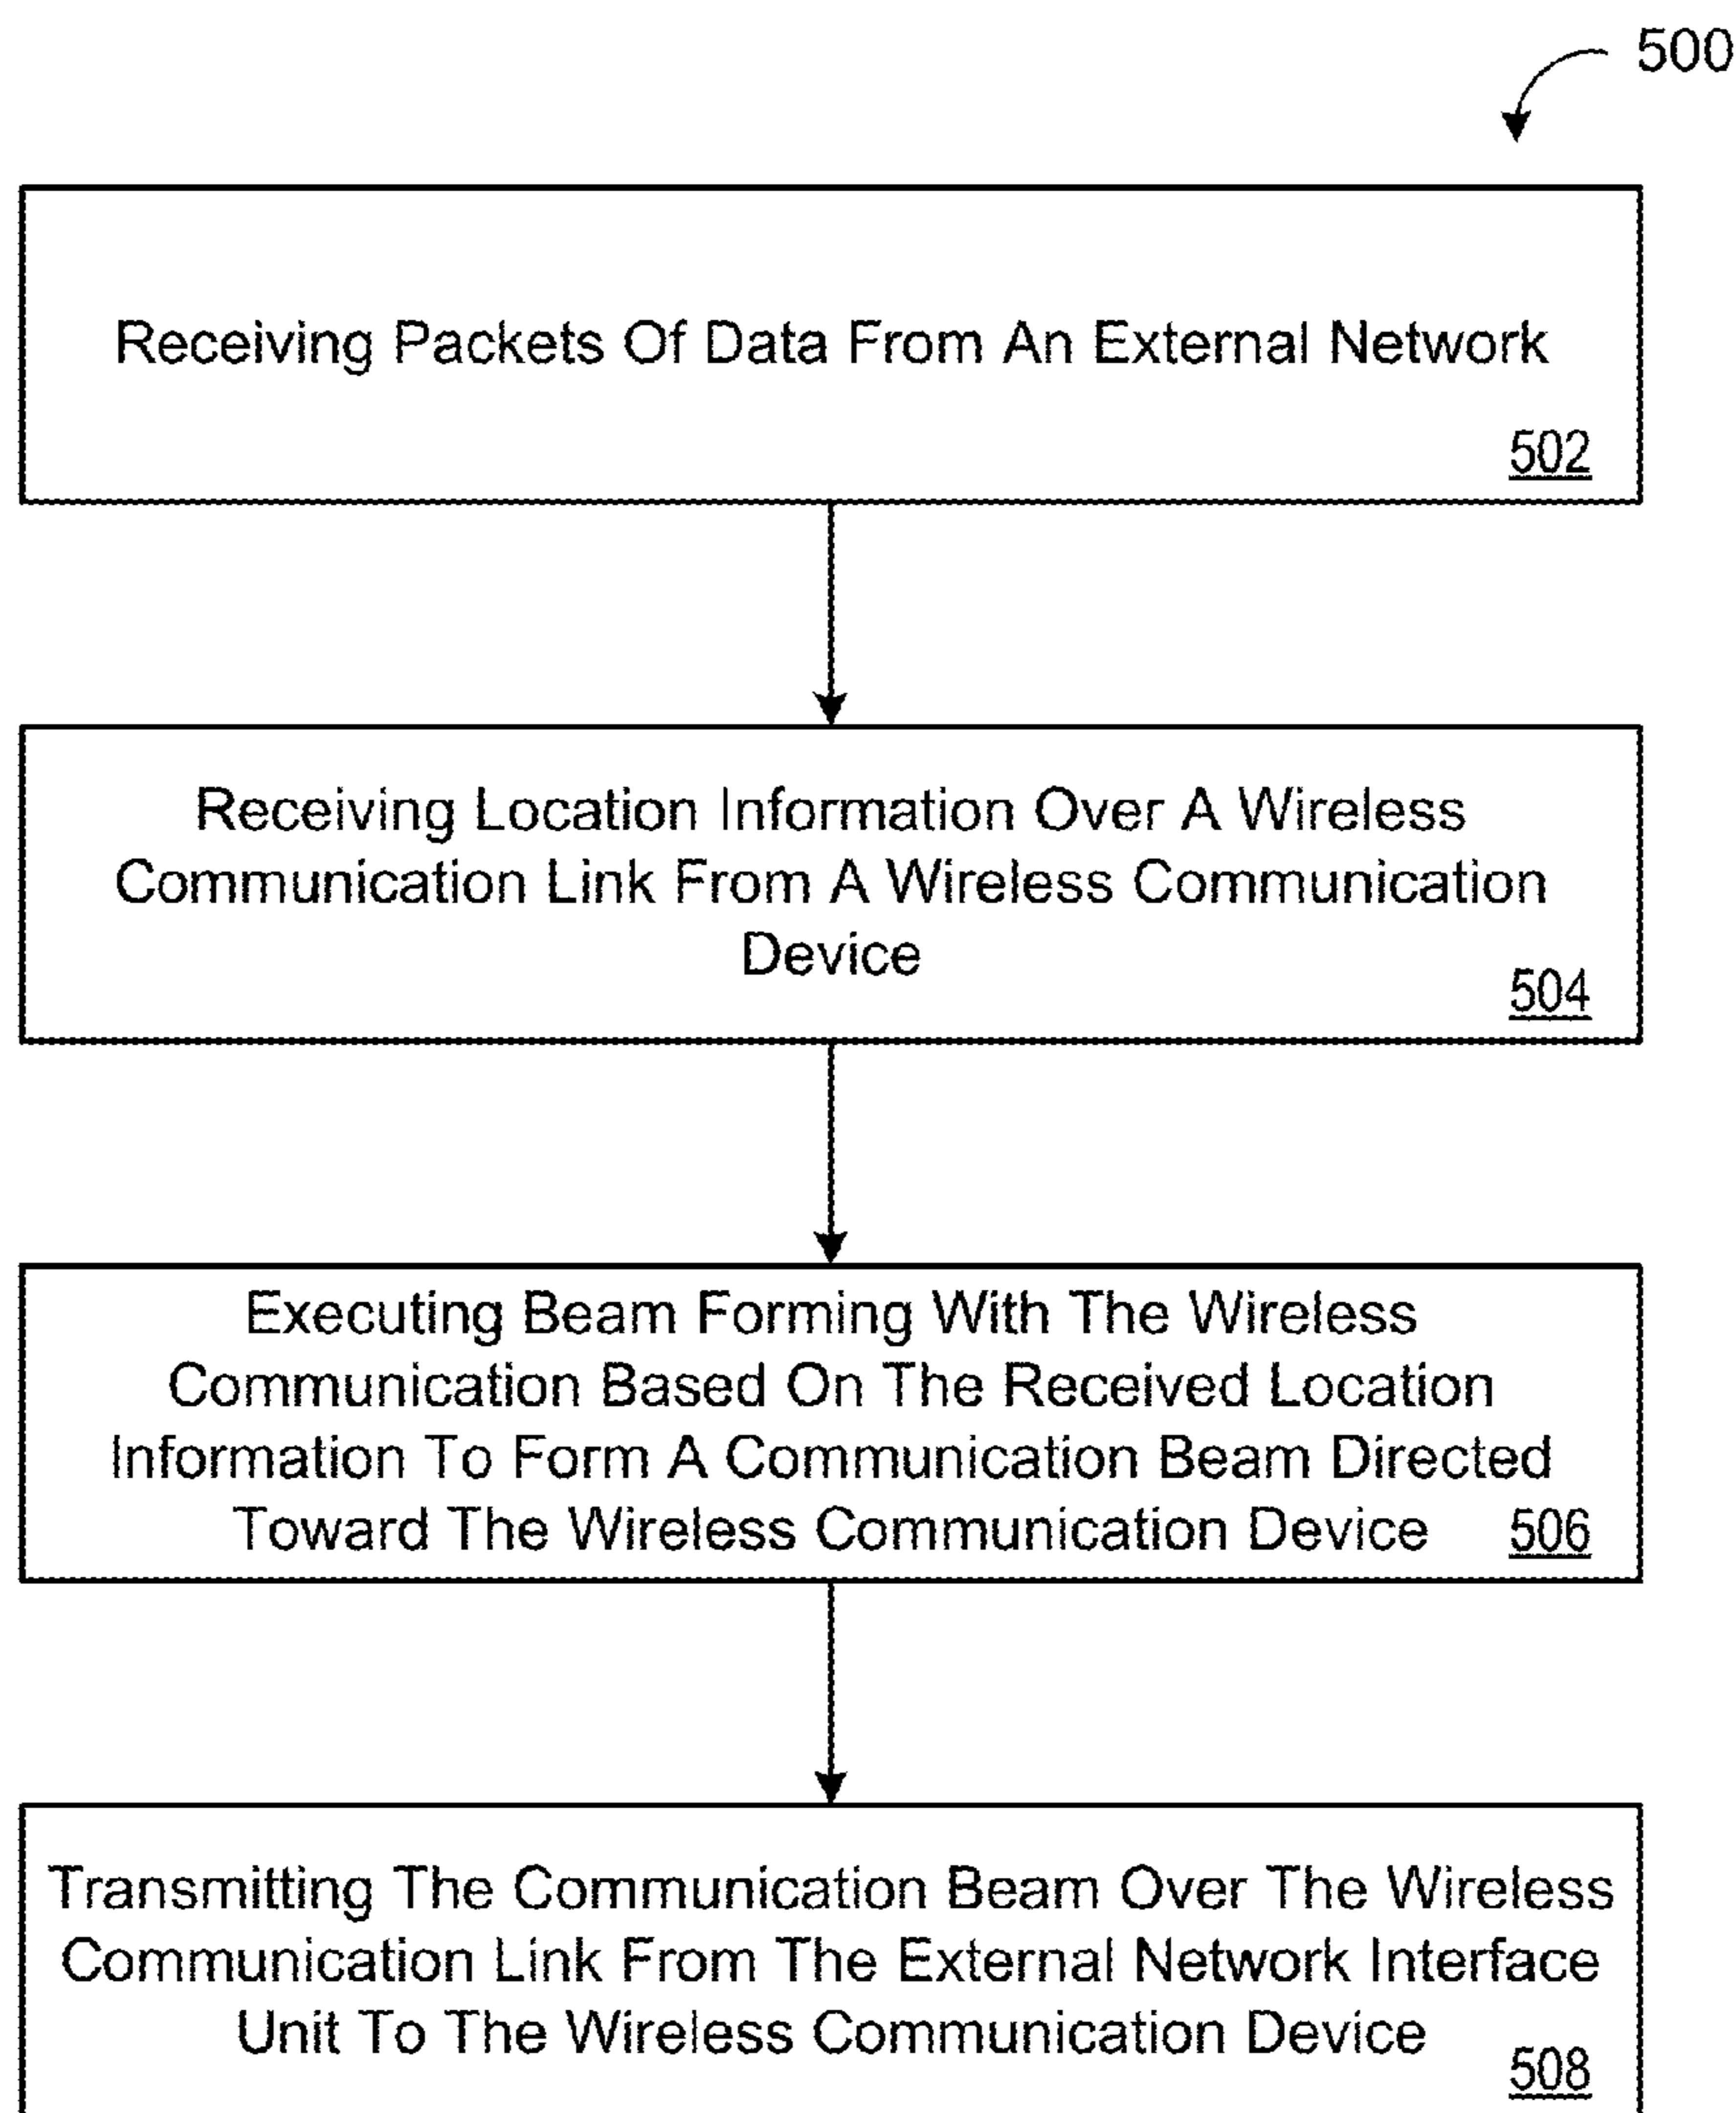 500
Receiving Packets Of Data From An External Network
502
Receiving Location Information Over A Wireless
Communication Link From A Wireless Communication
Device
504
Executing Beam Forming With The Wireless
Communication Based On The Received Location
Information To Form A Communication Beam Directed
Toward The Wireless Communication Device 506
Transmitting The Communication Beam Over The Wireless
Communication Link From The External Network Interface
Unit To The Wireless Communication Device
508